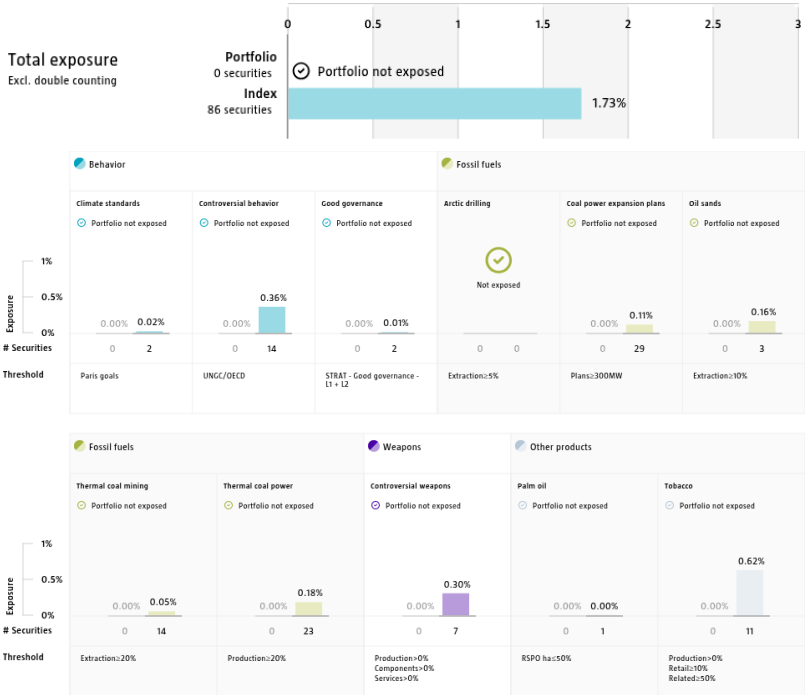 0 0.5 1 1.5 2 2.5 3
Total exposure
Excl. double counting
Portfolio
0 securities
Portfolio not exposed
Index
86 securities
1.73%
Behavior
Fossil fuels
Climate standards
Controversial behavior
Good governance
Arctic drilling
Coal power expansion plans
Oil sands
Portfolio not exposed
Portfolio not exposed
Portfolio not exposed
Portfolio not exposed
Portfolio not exposed
Not exposed
Exposure
1%
0.5%
0%
0.00% 0.02%
0.00% 0.36%
0.00% 0.01%
0.00% 0.11%
0.00% 0.16%
# Securities
0 2
0 14
0 2
0 0
0 29
0 3
Threshold
Paris goals
UNGC/OECD
STRAT - Good governance -
L1 + L2
Extraction≥5%
Plans≥300MW
Extraction≥10%
Fossil fuels
Weapons
Other products
Thermal coal mining
Thermal coal power
Controversial weapons
Palm oil
Tobacco
Portfolio not exposed
Portfolio not exposed
Portfolio not exposed
Portfolio not exposed
Portfolio not exposed
Exposure
1%
0.5%
0%
0.00% 0.05%
0.00% 0.18%
0.00% 0.30%
0.00% 0.00%
0.00% 0.62%
# Securities
0 14
0 23
0 7
0 1
0 11
Threshold
Extraction≥20%
Production≥20%
Production>0%
Components>0%
Services>0%
RSPO ha≤50%
Production>0%
Retail≥10%
Related≥50%